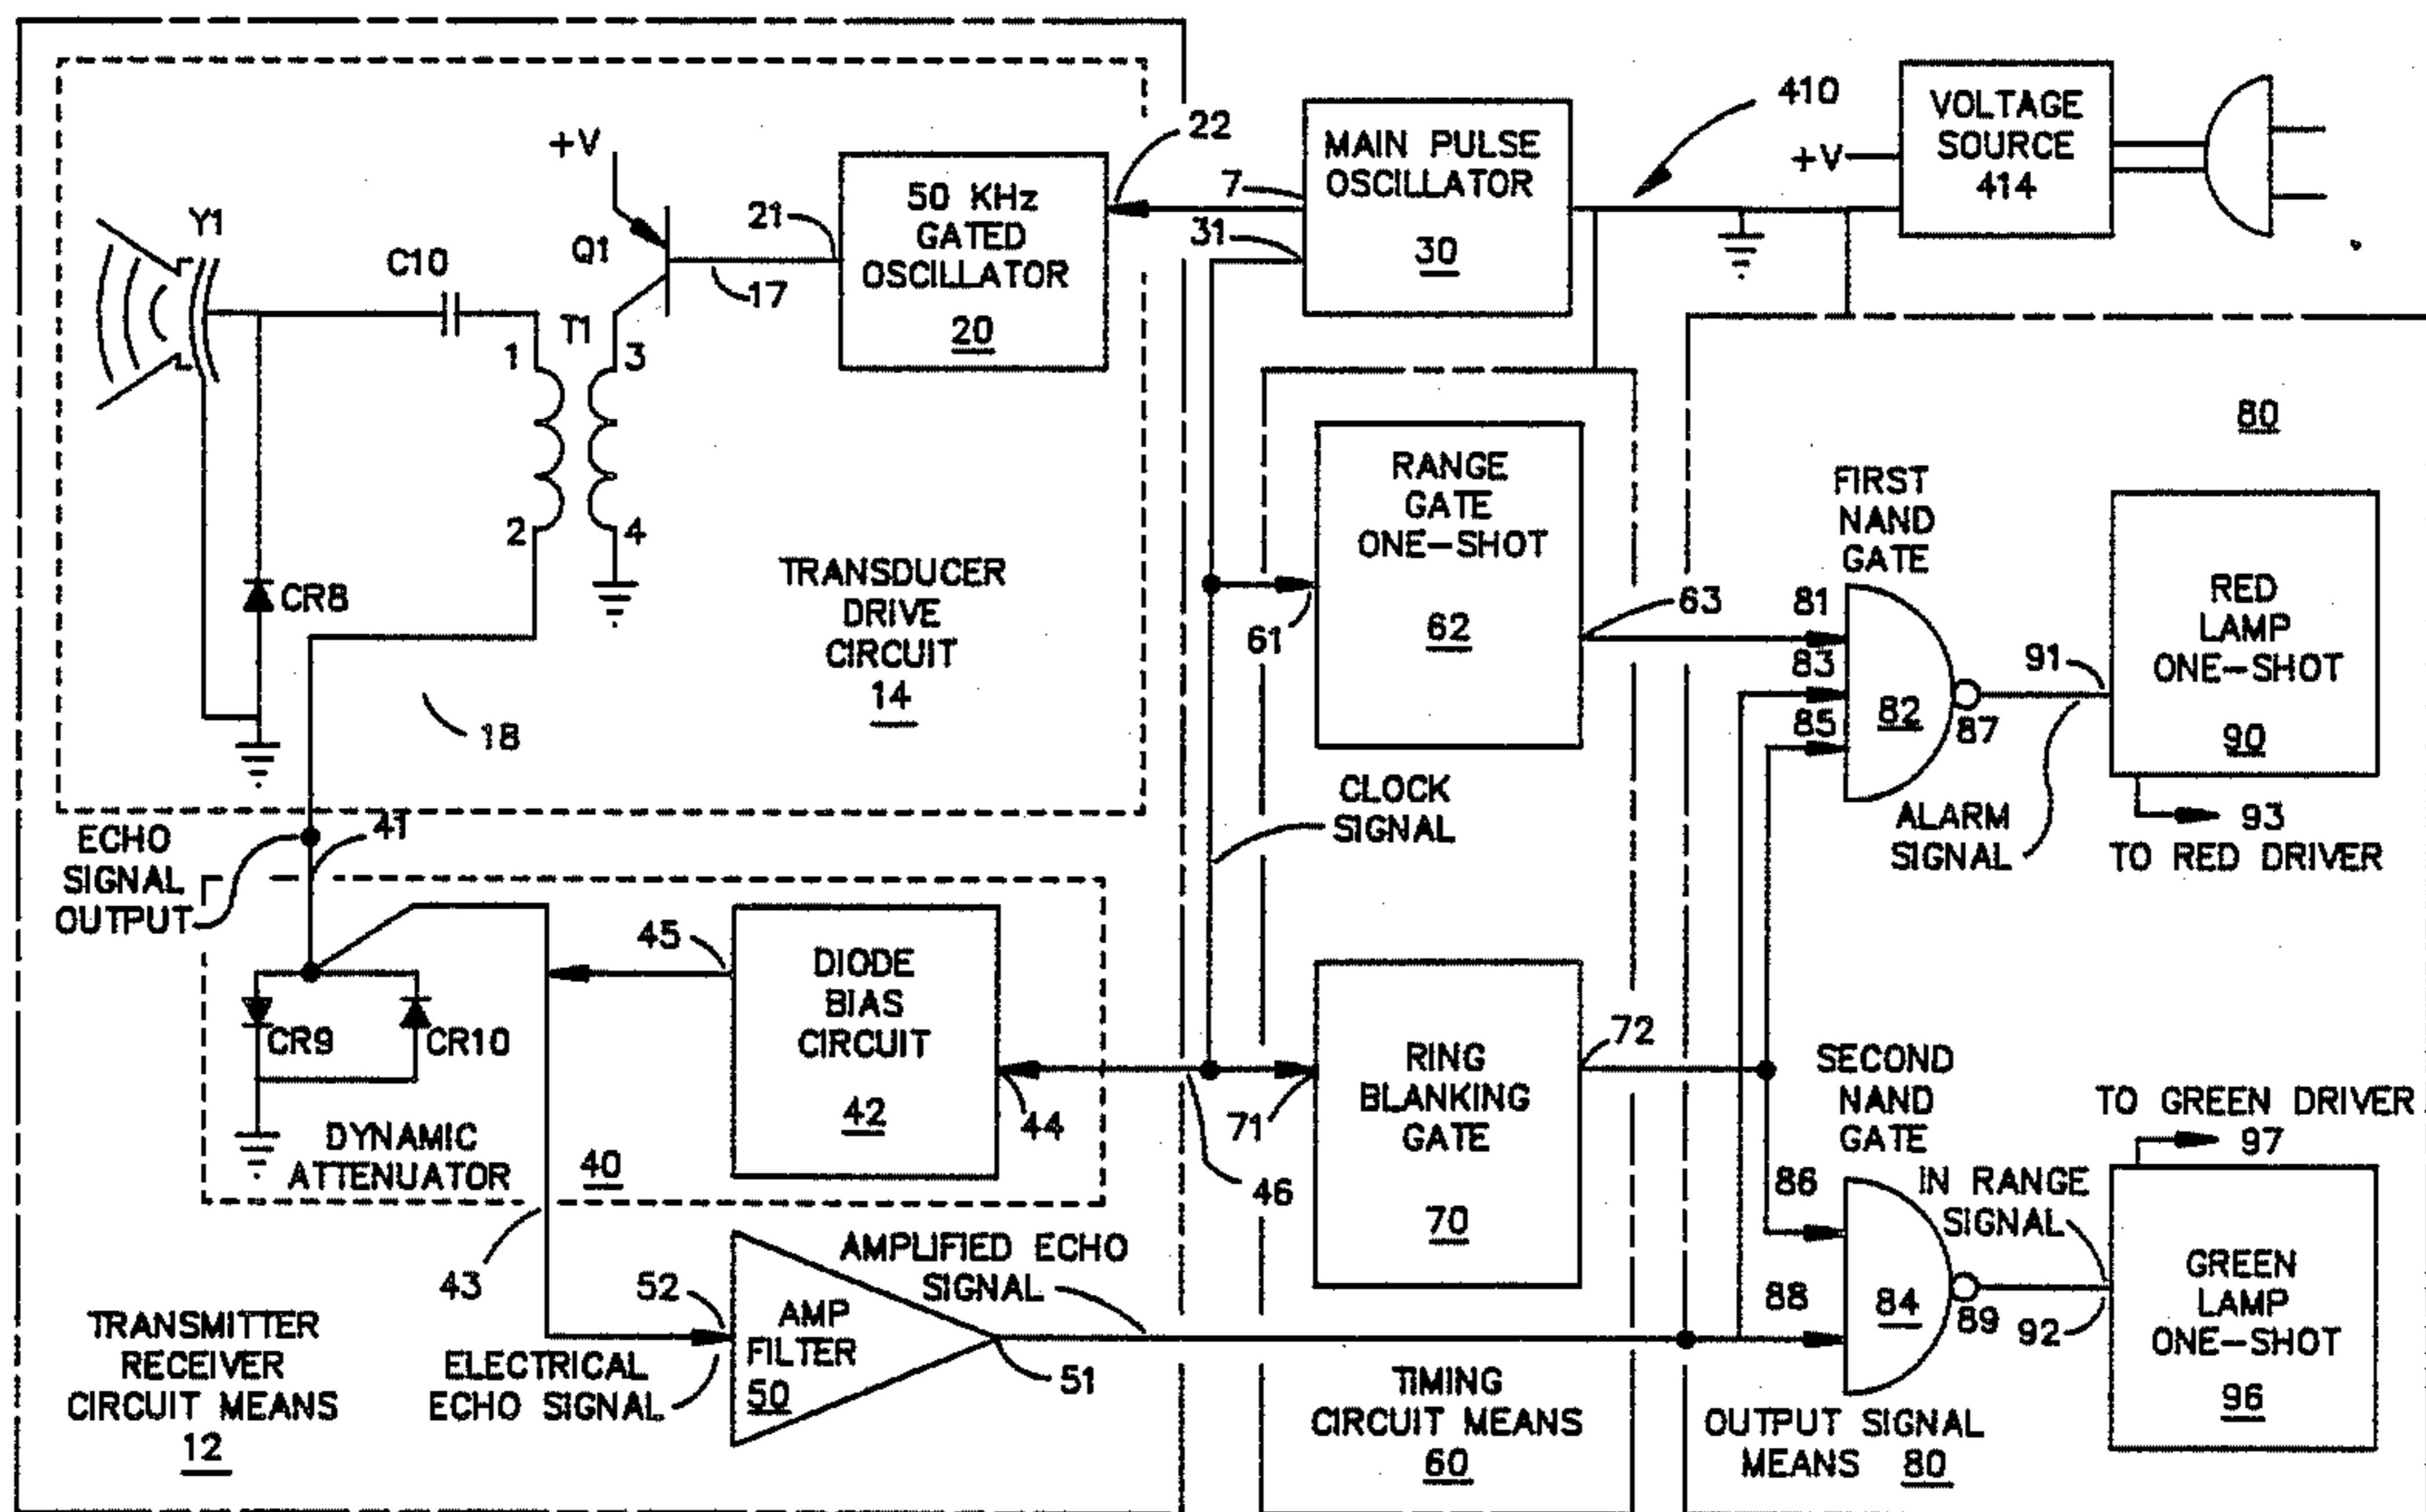 +V
Y1
C10
Q1
T1
1
2
3
4
17
21
50 KHz
GATED
OSCILLATOR
20
22
7
31
MAIN PULSE
OSCILLATOR
30
410
+V
VOLTAGE
SOURCE
414
CR8
TRANSDUCER
DRIVE
CIRCUIT
14
18
RANGE
GATE
ONE-SHOT
62
61
63
80
FIRST
NAND
GATE
81
83
85
82
87
91
RED
LAMP
ONE-SHOT
90
93
TO RED DRIVER
ALARM
SIGNAL
CLOCK
SIGNAL
ECHO
SIGNAL
OUTPUT
41
CR9
CR10
DYNAMIC
ATTENUATOR
40
45
DIODE
BIAS
CIRCUIT
42
44
46
71
RING
BLANKING
GATE
70
72
SECOND
NAND
GATE
86
88
84
89
92
IN RANGE
SIGNAL
TO GREEN DRIVER
97
GREEN
LAMP
ONE-SHOT
96
43
52
AMP
FILTER
50
51
AMPLIFIED ECHO
SIGNAL
ELECTRICAL
ECHO SIGNAL
TRANSMITTER
RECEIVER
CIRCUIT MEANS
12
TIMING
CIRCUIT MEANS
60
OUTPUT SIGNAL
MEANS 80